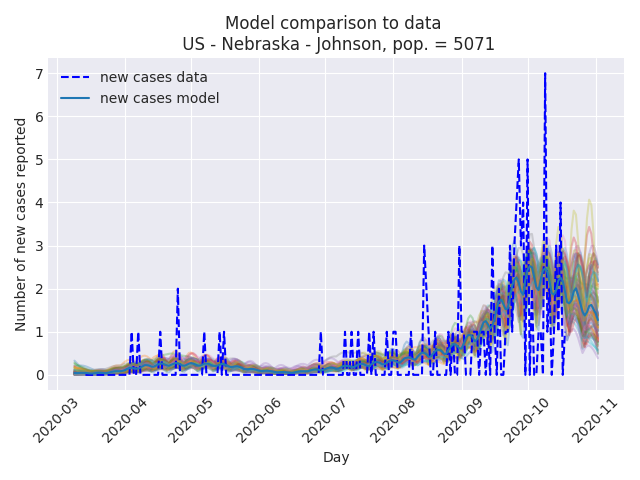 Model comparison to data
US - Nebraska - Johnson, pop. = 5071
new cases data
new cases model
Number of new cases reported
7
6
5
4
3
2
1
0
2020-03
2020-04
2020-05
2020-06
2020-07
2020-08
2020-09
2020-10
2020-11
Day